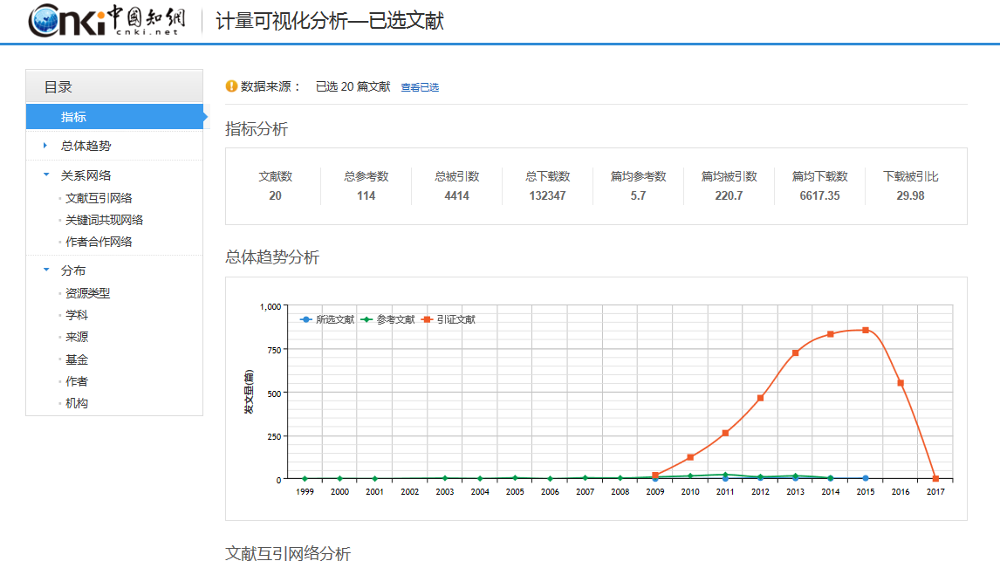 Cnki中國知網
cnki.net
计量可视化分析—已选文献
目录
指标
总体趋势
关系网络
文献互引网络
关键词共现网络
作者合作网络
分布
资源类型
学科
来源
基金
作者
机构
数据来源： 已选 20 篇文献 查看已选
指标分析
文献数 总参考数 总被引数 总下载数 篇均参考数 篇均被引数 篇均下载数 下载被引比
20 114 4414 132347 5.7 220.7 6617.35 29.98
总体趋势分析
所选文献 参考文献 引证文献
发文量(篇)
1,000
750
500
250
0
1999 2000 2001 2002 2003 2004 2005 2006 2007 2008 2009 2010 2011 2012 2013 2014 2015 2016 2017
文献互引网络分析